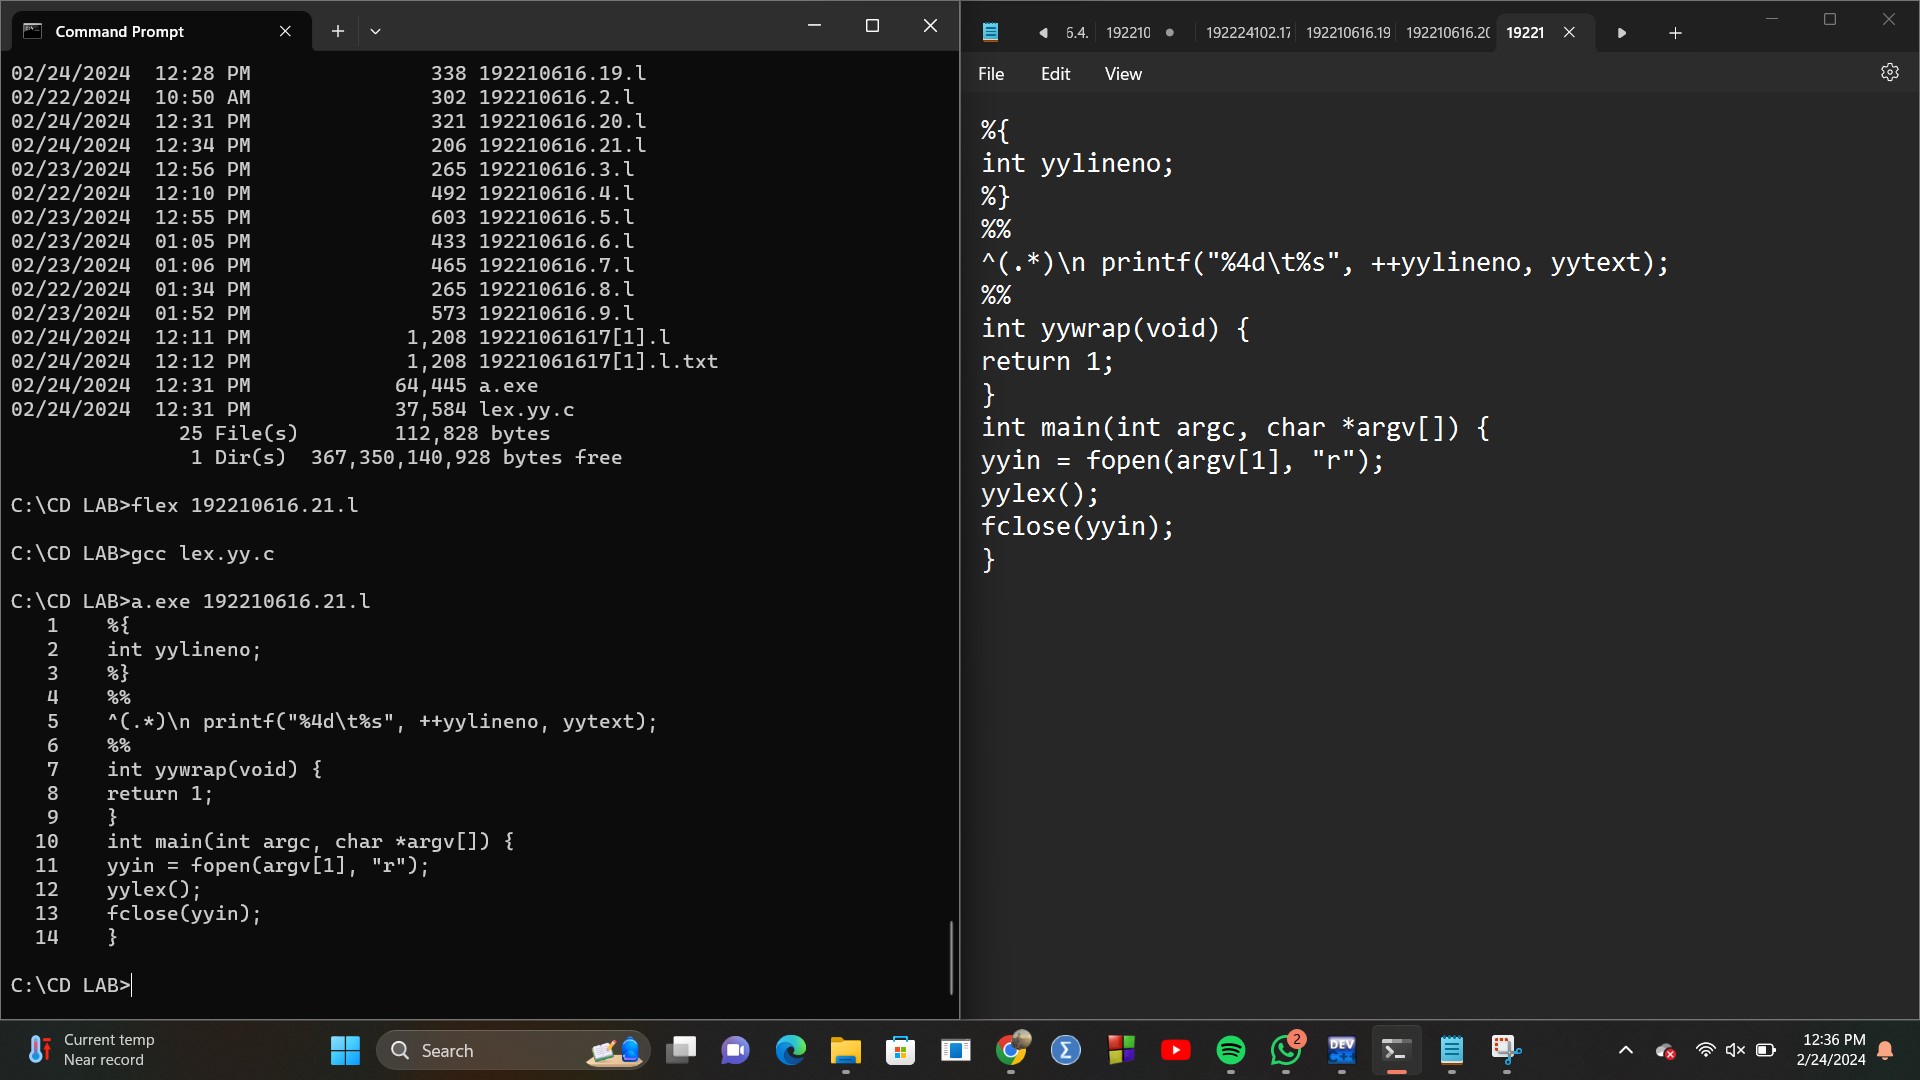 Command Prompt
02/24/2024  12:28 PM               338 192210616.19.l
02/22/2024  10:50 AM               302 192210616.2.l
02/24/2024  12:31 PM               321 192210616.20.l
02/24/2024  12:34 PM               206 192210616.21.l
02/23/2024  12:56 PM               265 192210616.3.l
02/22/2024  12:10 PM               492 192210616.4.l
02/23/2024  12:55 PM               603 192210616.5.l
02/23/2024  01:05 PM               433 192210616.6.l
02/23/2024  01:06 PM               465 192210616.7.l
02/22/2024  01:34 PM               265 192210616.8.l
02/23/2024  01:52 PM               573 192210616.9.l
02/24/2024  12:11 PM             1,208 19221061617[1].l
02/24/2024  12:12 PM             1,208 19221061617[1].l.txt
02/24/2024  12:31 PM            64,445 a.exe
02/24/2024  12:31 PM            37,584 lex.yy.c
              25 File(s)        112,828 bytes
               1 Dir(s)  367,350,140,928 bytes free
C:\CD LAB>flex 192210616.21.l
C:\CD LAB>gcc lex.yy.c
C:\CD LAB>a.exe 192210616.21.l
   1    %{
   2    int yylineno;
   3    %}
   4    %%
   5    ^(.*)\n printf("%4d\t%s", ++yylineno, yytext);
   6    %%
   7    int yywrap(void) {
   8    return 1;
   9    }
  10    int main(int argc, char *argv[]) {
  11    yyin = fopen(argv[1], "r");
  12    yylex();
  13    fclose(yyin);
  14    }
C:\CD LAB>
6.4. 192210 192224102.17 192210616.19 192210616.20 19221
File Edit View
%{
int yylineno;
%}
%%
^(.*)\n printf("%4d\t%s", ++yylineno, yytext);
%%
int yywrap(void) {
return 1;
}
int main(int argc, char *argv[]) {
yyin = fopen(argv[1], "r");
yylex();
fclose(yyin);
}
Current temp
Near record
Search
DEV
2
12:36 PM
2/24/2024